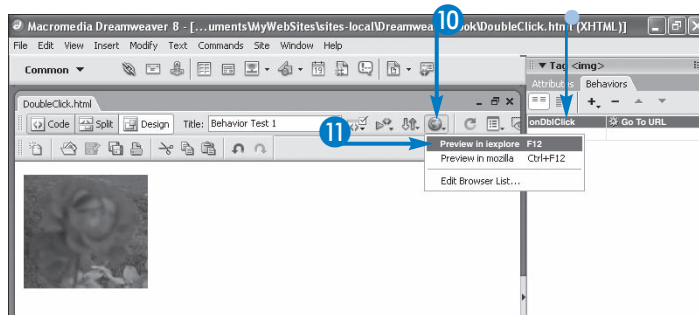 10
Macromedia Dreamweaver 8 - [...uments\MyWebSites\sites-local\Dreamwea ook\DoubleClick.html (XHTML)]
File Edit View Insert Modify Text Commands Site Window Help
Common
Tag <img>
Attributes Behaviors
DoubleClick.html
Code Split Design Title: Behavior Test 1
onDblClick Go To URL
11
Preview in iexplore F12
Preview in mozilla Ctrl+F12
Edit Browser List...